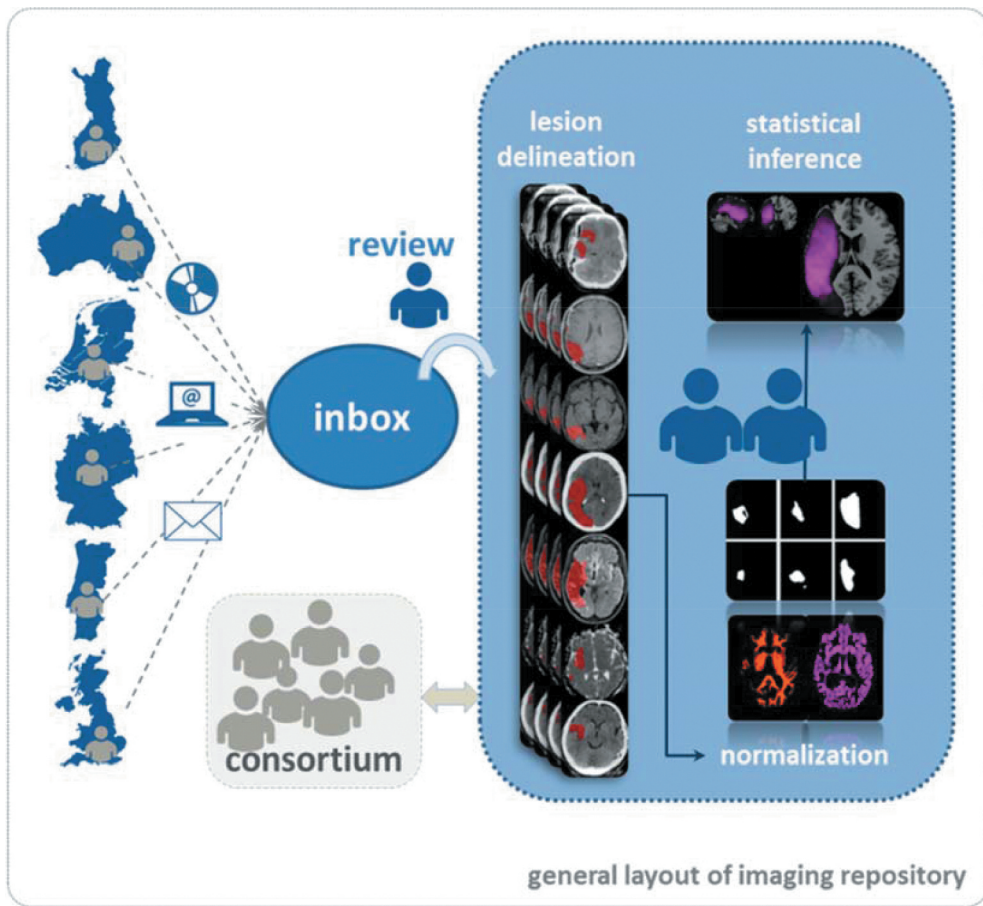 lesion
delineation
statistical
inference
review
@
inbox
consortium
normalization
general layout of imaging repository